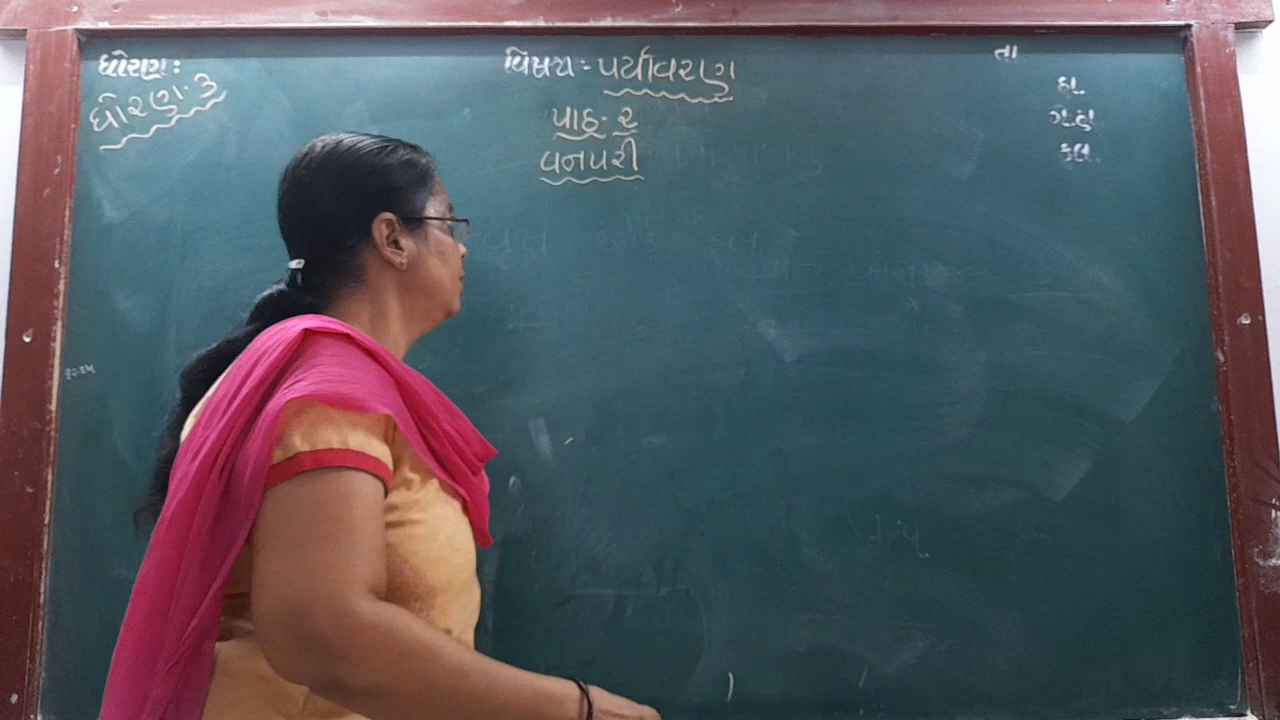 ધોરણ:
વિષય:- પર્યાવરણ
તા
ધોરણ.૩
હા.
ગે.હા
કુલ
પાઠ- ૨
વનપરી